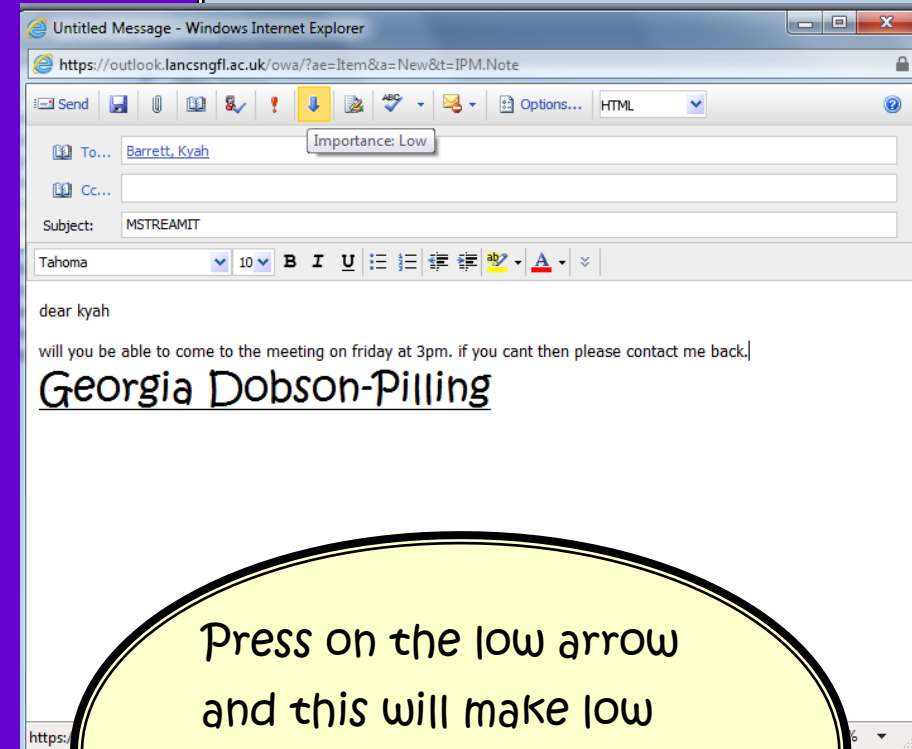 Untitled Message - Windows Internet Explorer
https://outlook.lancsngfl.ac.uk/owa/?ae=Item&a=New&t=IPM.Note
Send ABC Options... HTML
Importance: Low
To... Barrett, Kyah
Cc...
Subject: MSTREAMIT
Tahoma 10 B I U ab A
dear kyah
will you be able to come to the meeting on friday at 3pm. if you cant then please contact me back.
Georgia Dobson-Pilling
Press on the low arrow
and this will make low
https:/ %